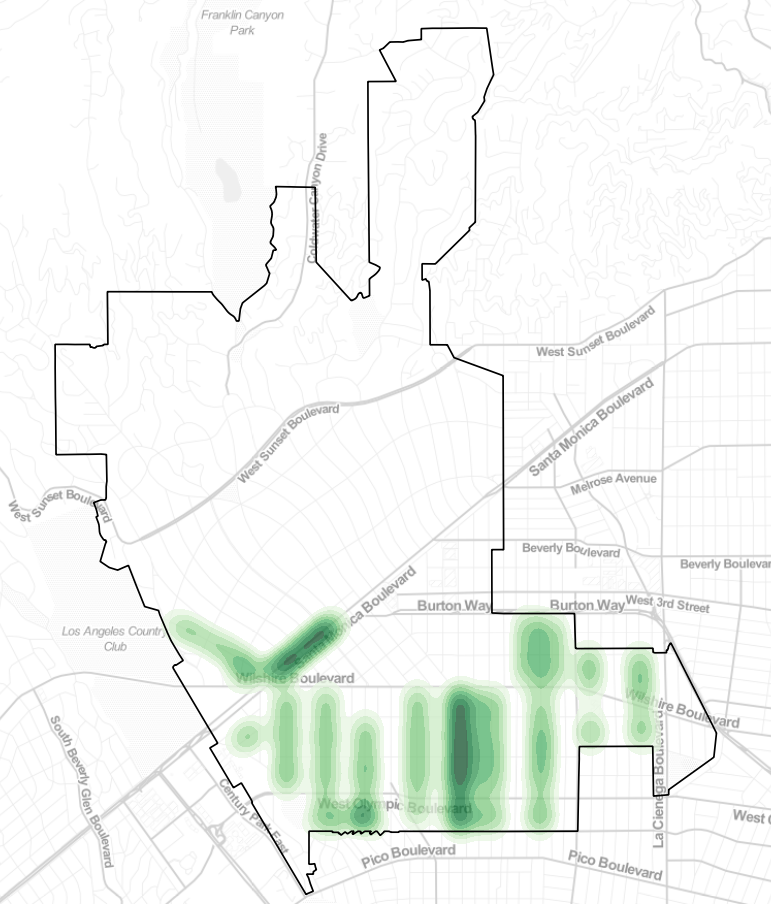 Franklin Canyon
Park
Coldwater Canyon Drive
West Sunset Boulevard
West Sunset Boulevard
Santa Monica Boulevard
Melrose Avenue
West Sunset Boulevard
Beverly Boulevard
Beverly Boulevar
Santa Monica Boulevard
Burton Way
Burton Way
West 3rd Street
Los Angeles Country
Club
Wilshire Boulevard
Wilshire Boulevard
South Beverly Glen Boulevard
La Cienega Boulevard
Century Park East
West Olympic Boulevard
West O
Pico Boulevard
Pico Boulevard